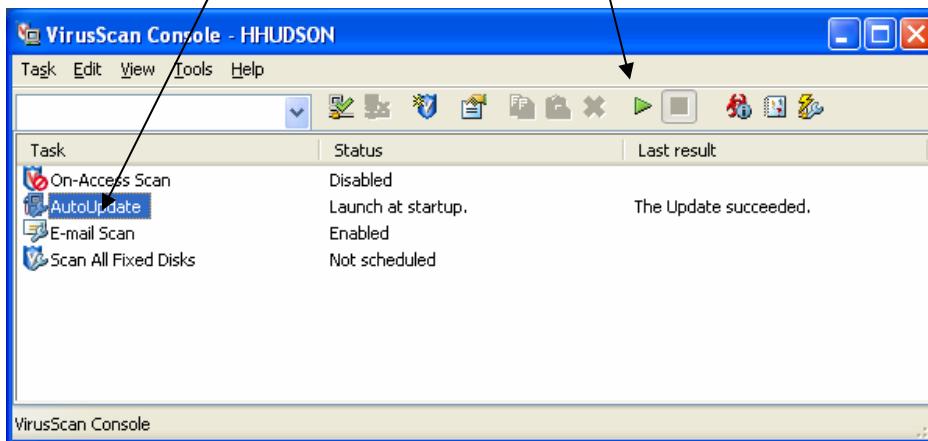 VirusScan Console - HHUDSON
Task Edit View Tools Help
Task Status Last result
On-Access Scan Disabled
AutoUpdate Launch at startup. The Update succeeded.
E-mail Scan Enabled
Scan All Fixed Disks Not scheduled
VirusScan Console